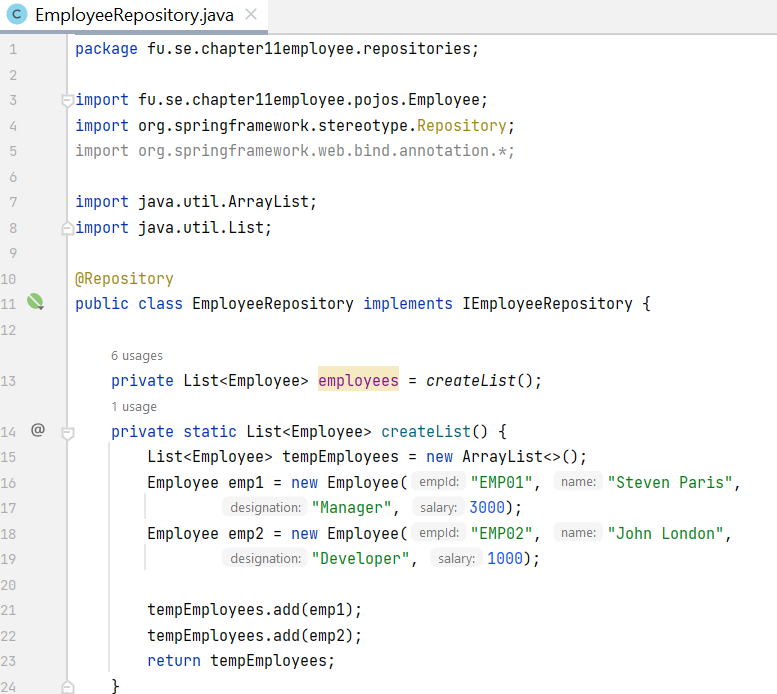 C EmployeeRepository.java
1 package fu.se.chapter11employee.repositories;
2
3 import fu.se.chapter11employee.pojos.Employee;
4 import org.springframework.stereotype.Repository;
5 import org.springframework.web.bind.annotation.*;
6
7 import java.util.ArrayList;
8 import java.util.List;
9
10 @Repository
11 public class EmployeeRepository implements IEmployeeRepository {
12
6 usages
13 private List<Employee> employees = createList();
1 usage
14 @ private static List<Employee> createList() {
15 List<Employee> tempEmployees = new ArrayList<>();
16 Employee emp1 = new Employee( empId: "EMP01", name: "Steven Paris",
17 designation: "Manager", salary: 3000);
18 Employee emp2 = new Employee( empId: "EMP02", name: "John London",
19 designation: "Developer", salary: 1000);
20
21 tempEmployees.add(emp1);
22 tempEmployees.add(emp2);
23 return tempEmployees;
24 }